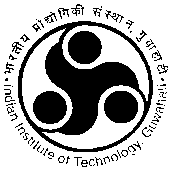 भारतीय प्रौद्योगिकी संस्थान, गुवाहाटी
Indian Institute of Technology, Guwahati